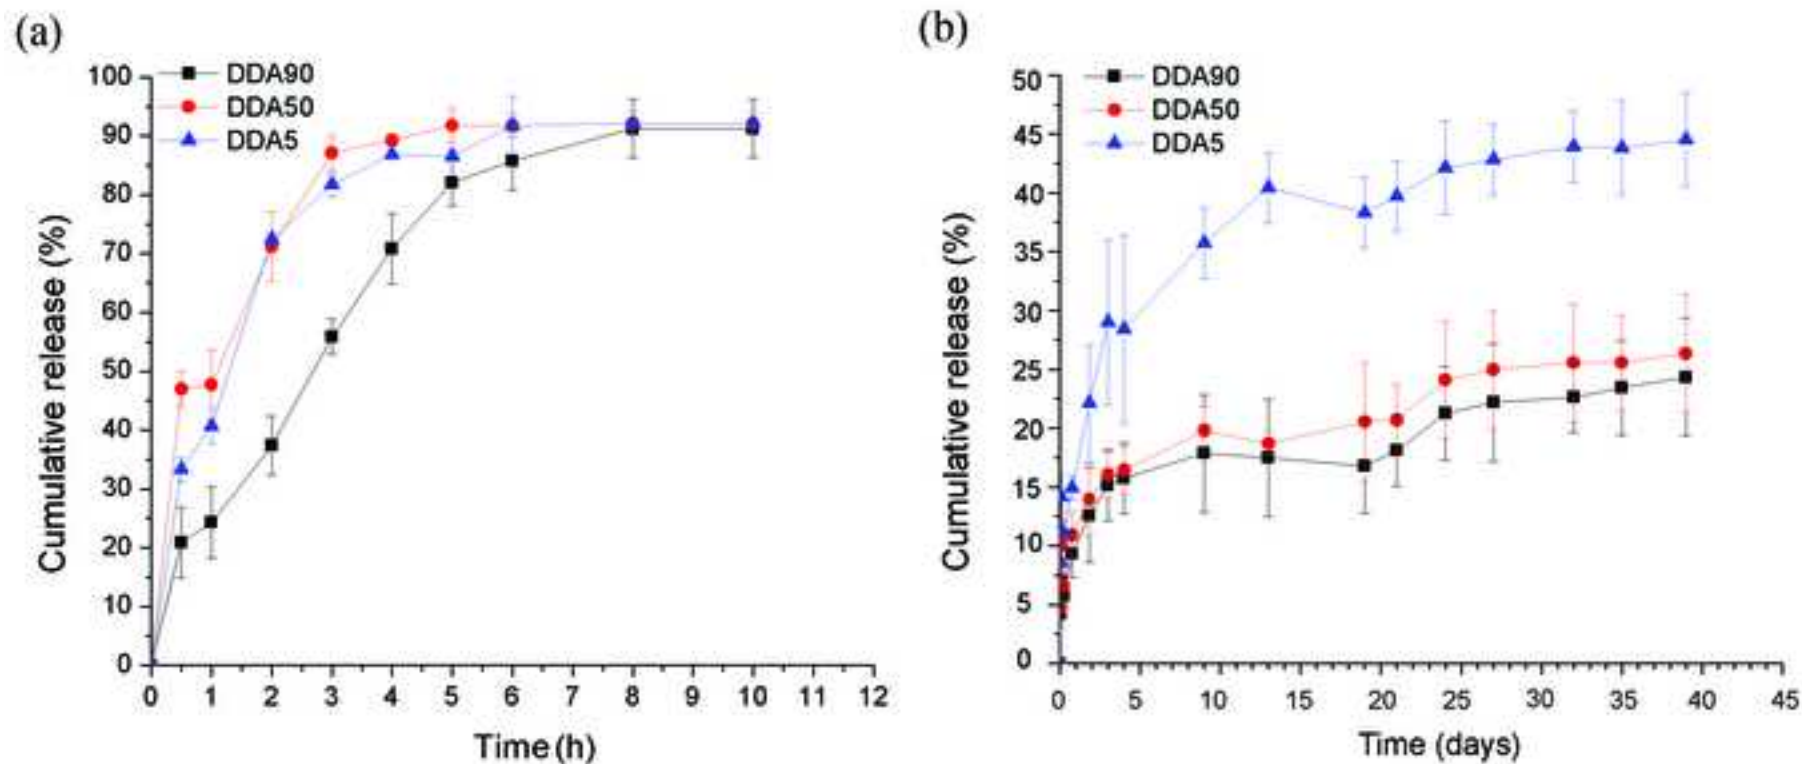 (a)
DDA90
DDA50
DDA5
100
90
80
70
60
50
40
30
20
10
0
0 1 2 3 4 5 6 7 8 9 10 11 12
Cumulative release (%)
Time (h)
(b)
DDA90
DDA50
DDA5
50
45
40
35
30
25
20
15
10
5
0
0 5 10 15 20 25 30 35 40 45
Cumulative release (%)
Time (days)